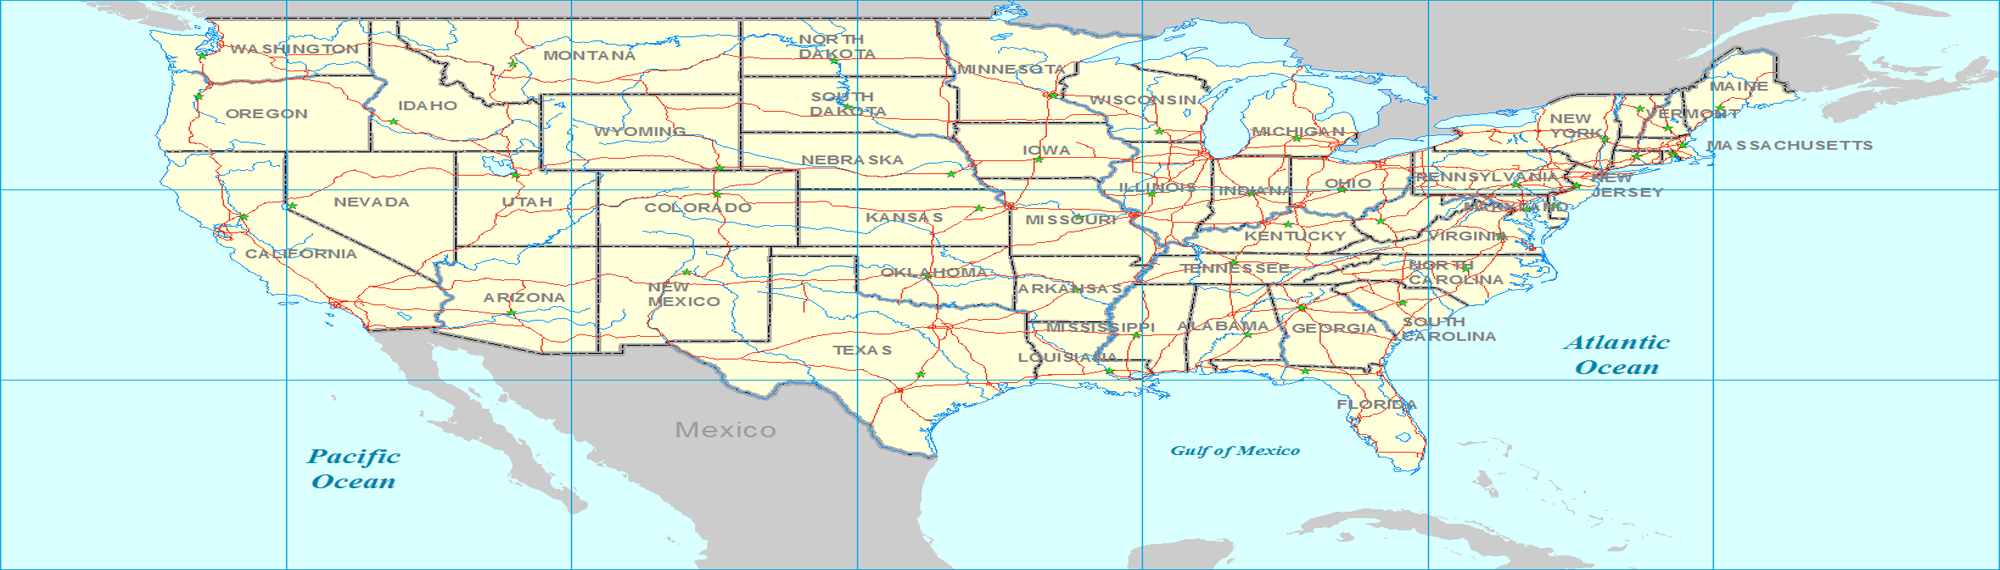 WASHINGTON
MONTANA
NORTH
DAKOTA
MINNESOTA
MAINE
OREGON
IDAHO
WYOMING
SOUTH
DAKOTA
WISCONSIN
MICHIGAN
NEW
YORK
VERMONT
MASSACHUSETTS
NEBRASKA
IOWA
ILLINOIS
INDIANA
OHIO
PENNSYLVANIA
NEW
JERSEY
NEVADA
UTAH
COLORADO
KANSAS
MISSOURI
KENTUCKY
VIRGINIA
MARYLAND
CALIFORNIA
ARIZONA
NEW
MEXICO
OKLAHOMA
ARKANSAS
TENNESSEE
NORTH
CAROLINA
TEXAS
LOUISIANA
MISSISSIPPI
ALABAMA
GEORGIA
SOUTH
CAROLINA
FLORIDA
Atlantic
Ocean
Mexico
Gulf of Mexico
Pacific
Ocean